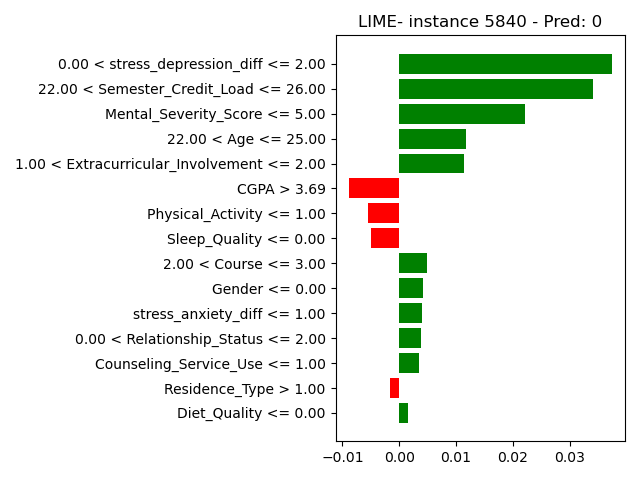 LIME- instance 5840 - Pred: 0
0.00 < stress_depression_diff <= 2.00
22.00 < Semester_Credit_Load <= 26.00
Mental_Severity_Score <= 5.00
22.00 < Age <= 25.00
1.00 < Extracurricular_Involvement <= 2.00
CGPA > 3.69
Physical_Activity <= 1.00
Sleep_Quality <= 0.00
2.00 < Course <= 3.00
Gender <= 0.00
stress_anxiety_diff <= 1.00
0.00 < Relationship_Status <= 2.00
Counseling_Service_Use <= 1.00
Residence_Type > 1.00
Diet_Quality <= 0.00
−0.01 0.00 0.01 0.02 0.03